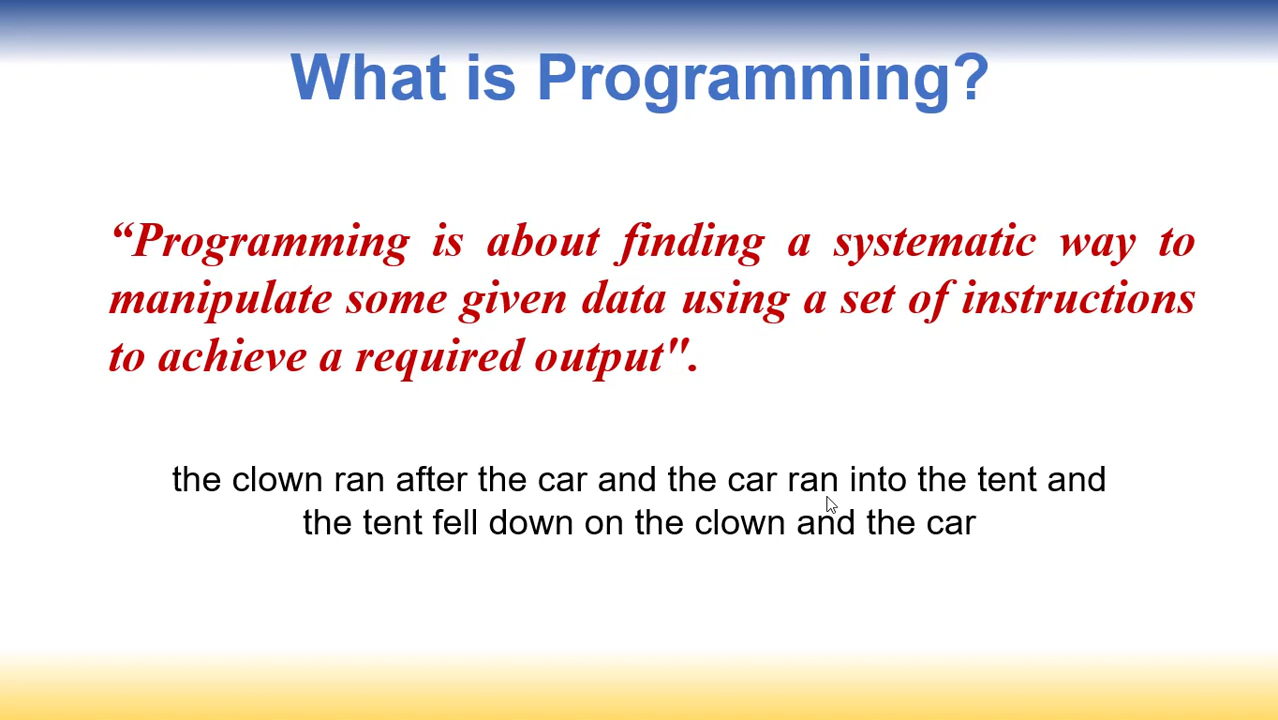 What is Programming?
“Programming is about finding a systematic way to
manipulate some given data using a set of instructions
to achieve a required output".
the clown ran after the car and the car ran into the tent and
the tent fell down on the clown and the car